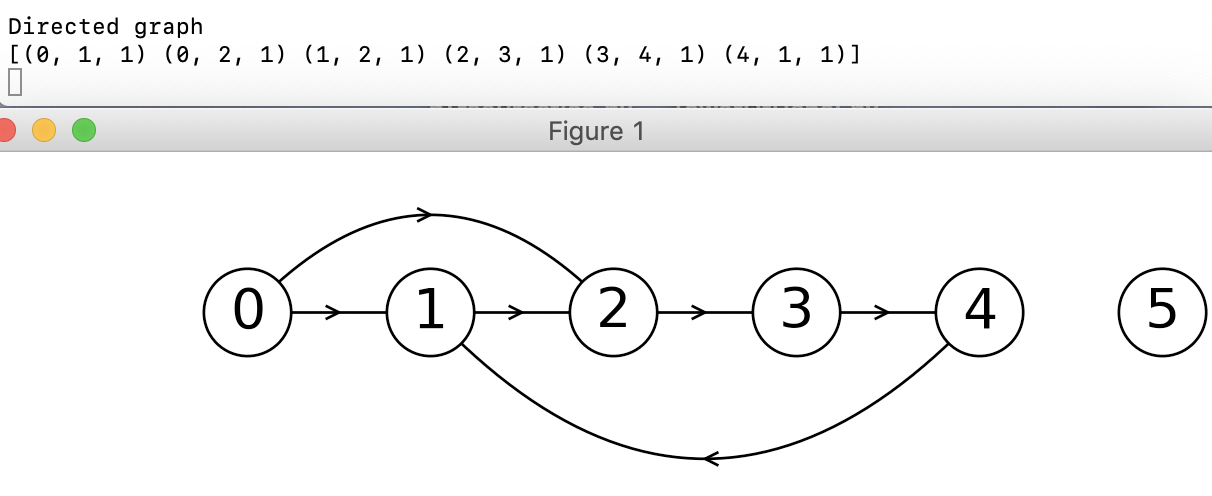 Directed graph
[(0, 1, 1) (0, 2, 1) (1, 2, 1) (2, 3, 1) (3, 4, 1) (4, 1, 1)]
Figure 1
0 1 2 3 4 5